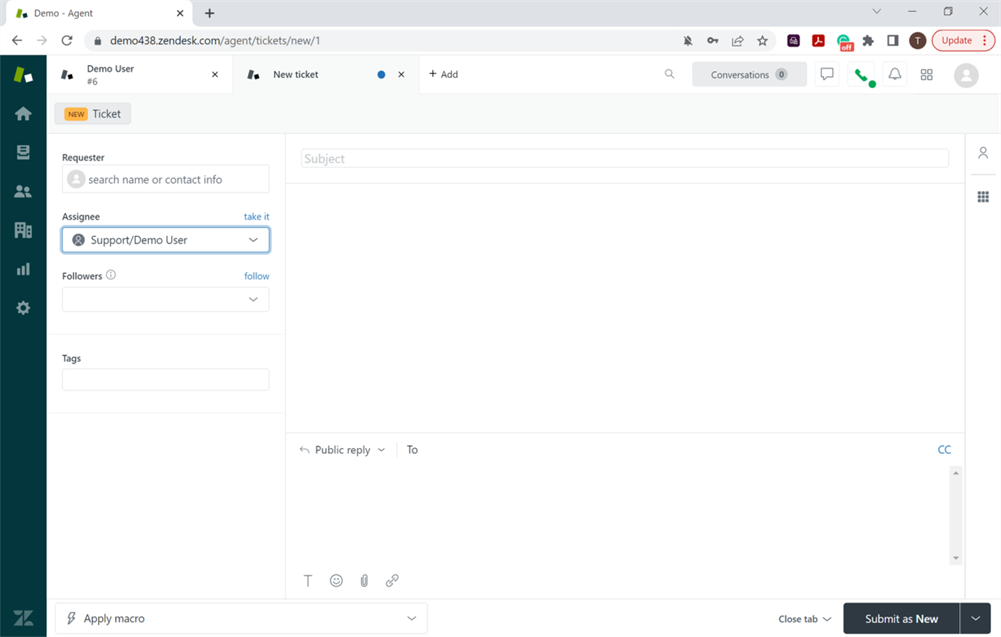 Demo - Agent
demo438.zendesk.com/agent/tickets/new/1
off
T
Update
Demo User
#6
New ticket
Add
Conversations 0
NEW Ticket
Requester
search name or contact info
Assignee take it
Support/Demo User
Followers follow
Tags
Subject
Public reply To CC
Apply macro
Close tab
Submit as New